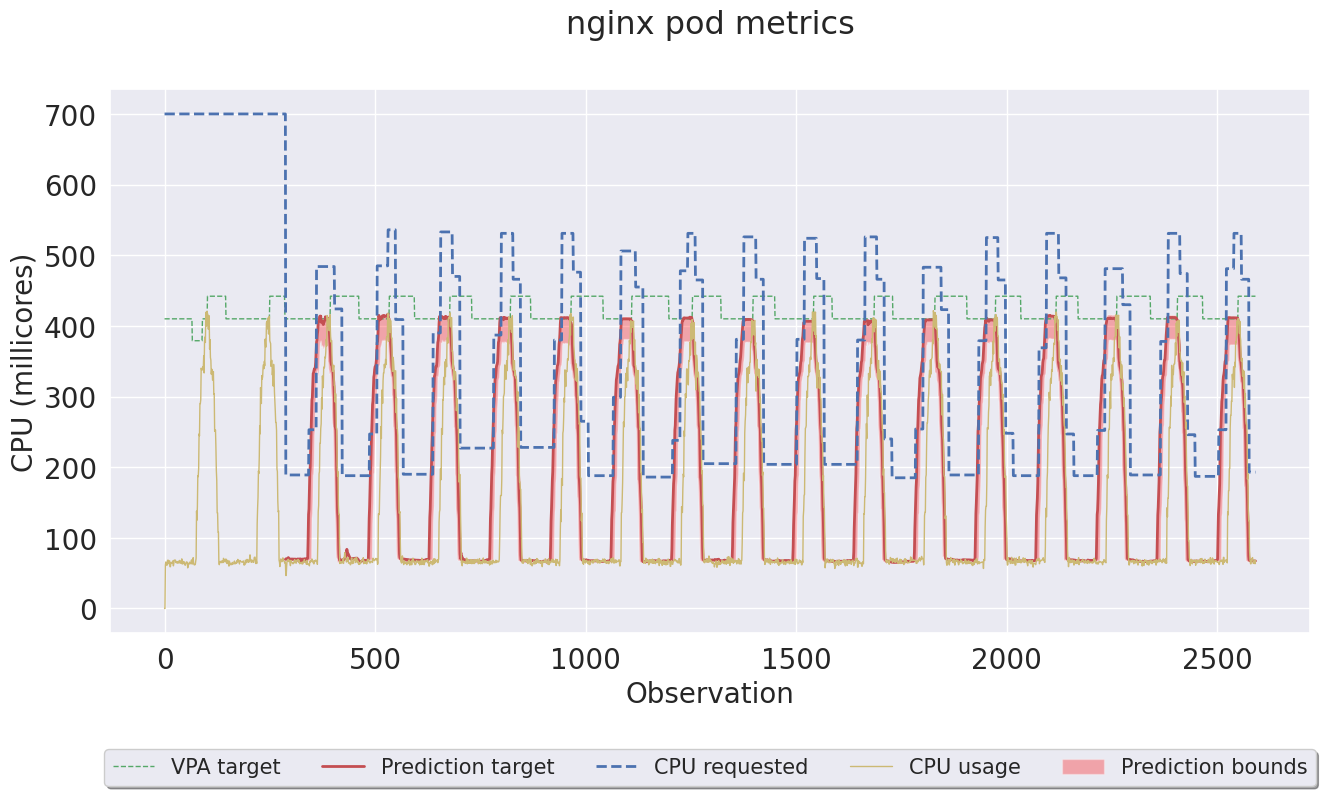 nginx pod metrics
CPU (millicores)
700
600
500
400
300
200
100
0
0 500 1000 1500 2000 2500
Observation
VPA target Prediction target CPU requested CPU usage Prediction bounds